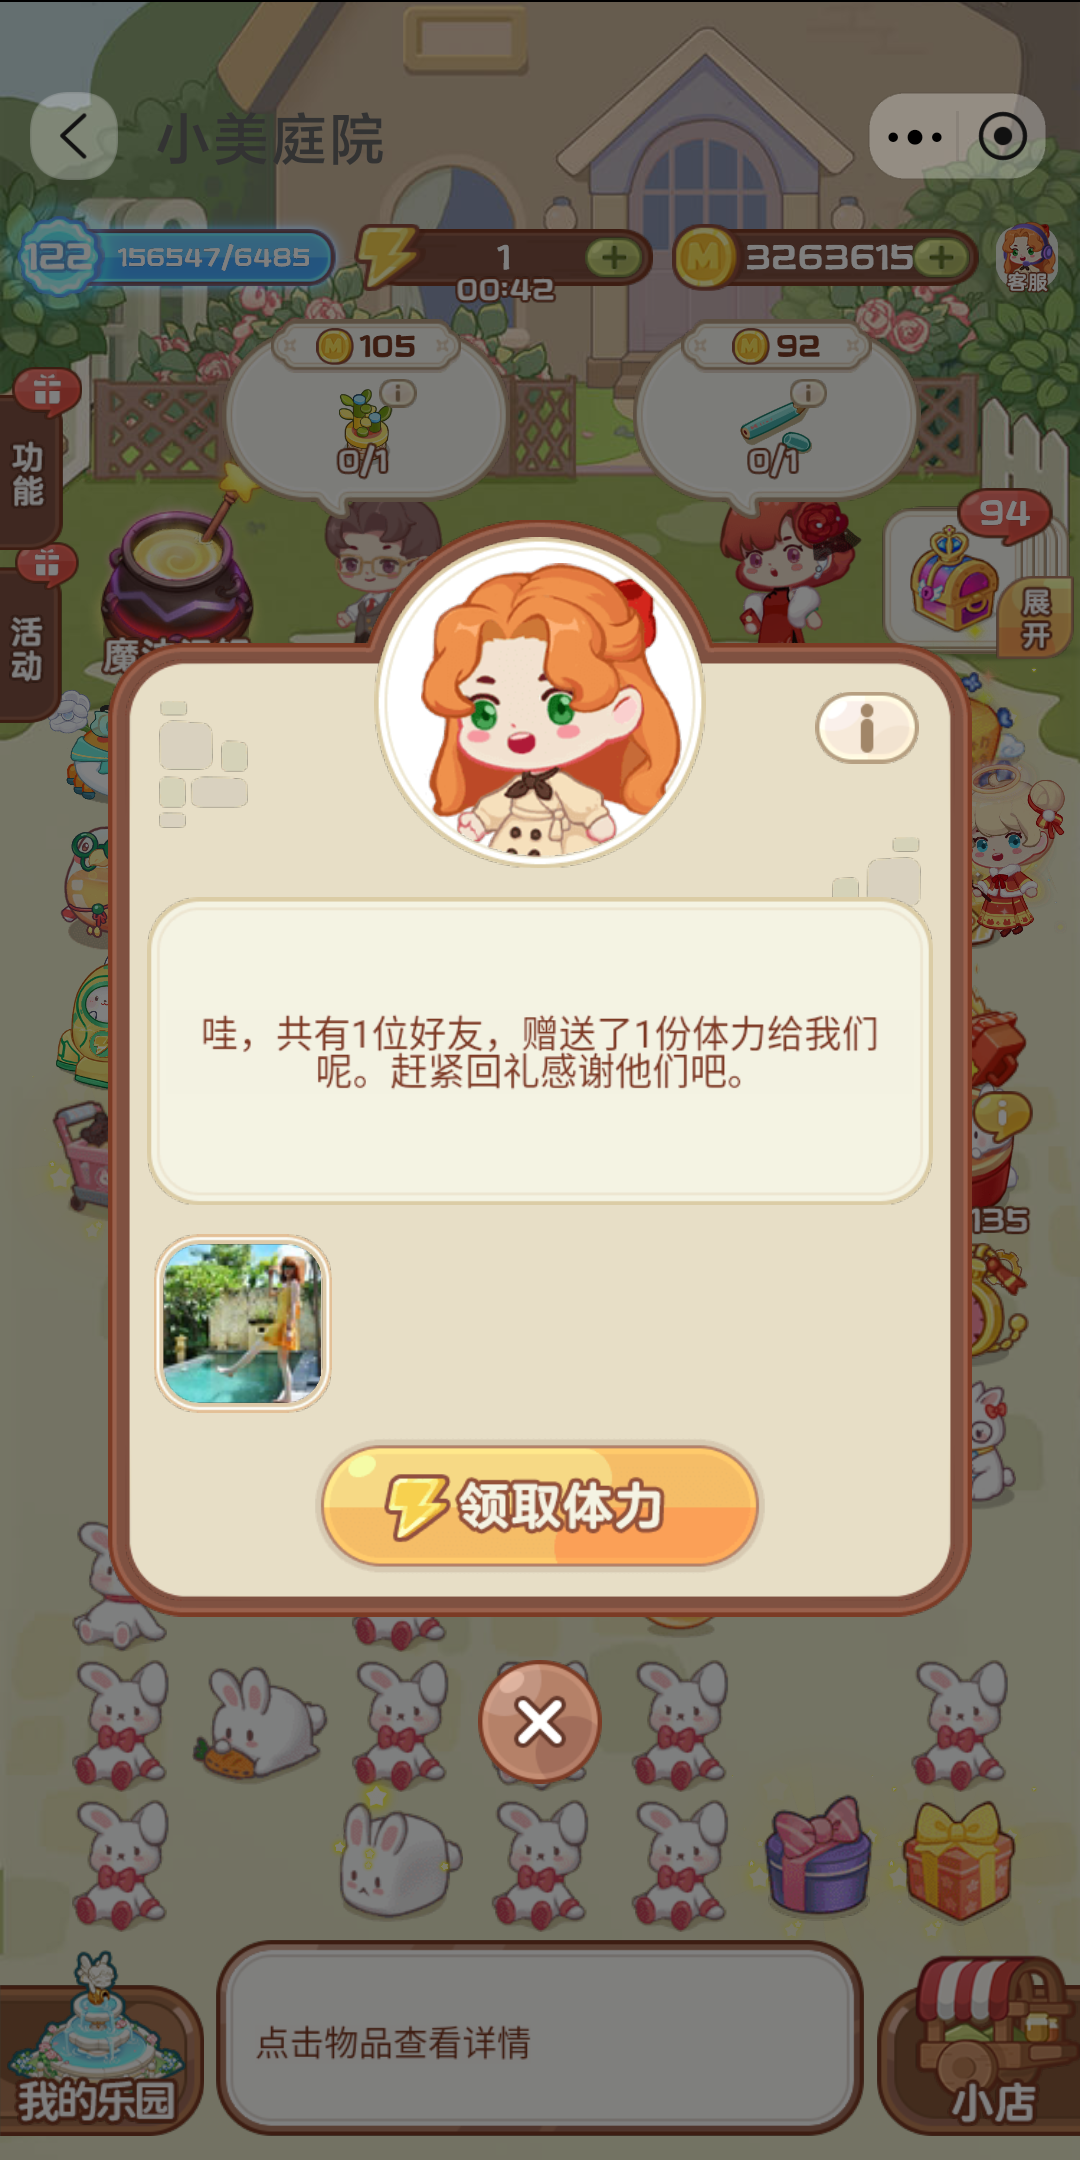 小美庭院
122
156547/6485
1
00:42
M
3263615
客服
M 105
M 92
0/1
0/1
功能
活动
94
展开
哇，共有1位好友，赠送了1份体力给我们
呢。赶紧回礼感谢他们吧。
135
领取体力
点击物品查看详情
我的乐园
小店